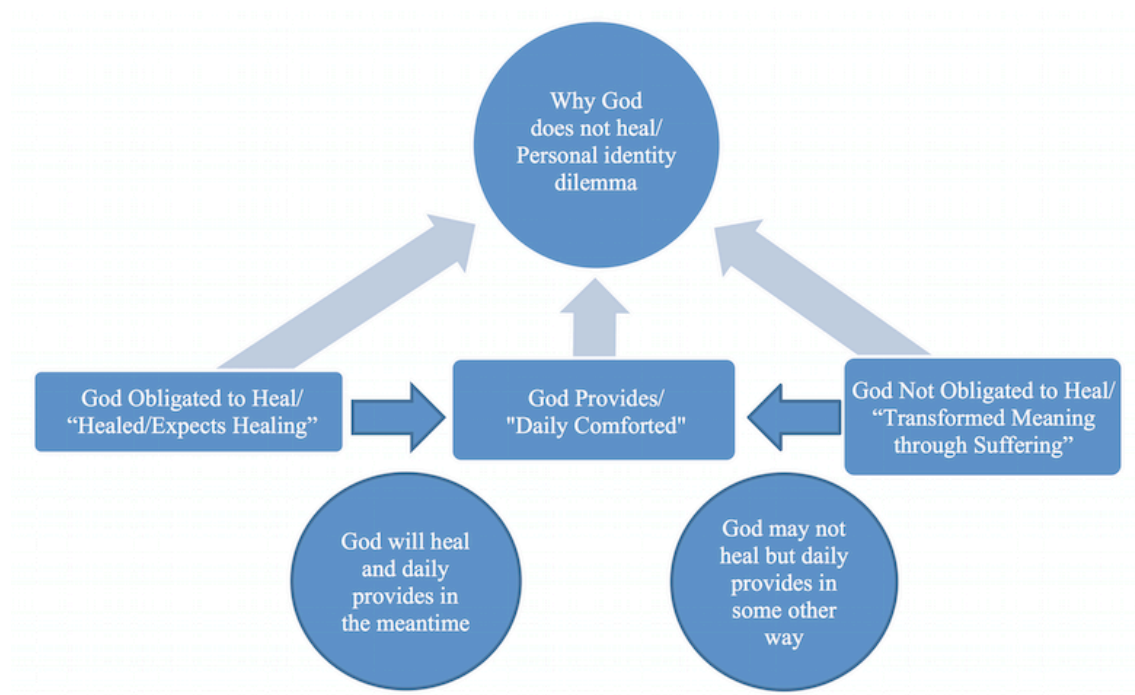 Why God
does not heal/
Personal identity
dilemma
God Obligated to Heal/
“Healed/Expects Healing”
God Provides/
"Daily Comforted"
God Not Obligated to Heal/
“Transformed Meaning
through Suffering”
God will heal
and daily
provides in
the meantime
God may not
heal but daily
provides in
some other
way